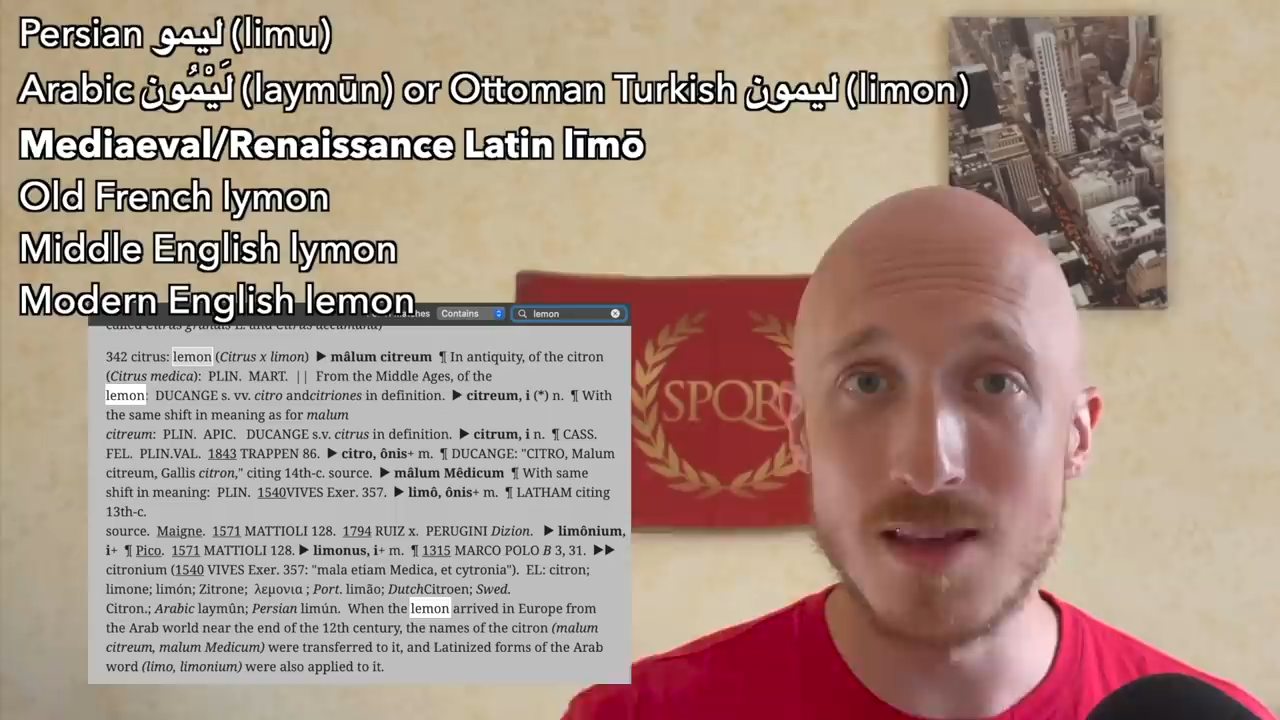 Persian لیمو (limu)
Arabic لَيْمُون (laymūn) or Ottoman Turkish ليمون (limon)
Mediaeval/Renaissance Latin līmō
Old French lymon
Middle English lymon
Modern English lemon
matches Contains lemon
called Citrus grandis L. and Citrus decumana)
342 citrus: lemon (Citrus x limon) ▶ mâlum citreum ¶ In antiquity, of the citron
(Citrus medica): PLIN. MART. || From the Middle Ages, of the
lemon: DUCANGE s. vv. citro andcitriones in definition. ▶ citreum, i (*) n. ¶ With
the same shift in meaning as for malum
citreum: PLIN. APIC. DUCANGE s.v. citrus in definition. ▶ citrum, i n. ¶ CASS.
FEL. PLIN.VAL. 1843 TRAPPEN 86. ▶ citro, ônis+ m. ¶ DUCANGE: "CITRO, Malum
citreum, Gallis citron," citing 14th-c. source. ▶ mâlum Mêdicum ¶ With same
shift in meaning: PLIN. 1540VIVES Exer. 357. ▶ limô, ônis+ m. ¶ LATHAM citing
13th-c.
source. Maigne. 1571 MATTIOLI 128. 1794 RUIZ x. PERUGINI Dizion. ▶ limônium,
i+ ¶ Pico. 1571 MATTIOLI 128. ▶ limonus, i+ m. ¶ 1315 MARCO POLO B 3, 31. ▶▶
citronium (1540 VIVES Exer. 357: "mala etiam Medica, et cytronia"). EL: citron;
limone; limón; Zitrone; λεμονια ; Port. limão; DutchCitroen; Swed.
Citron.; Arabic laymûn; Persian limún. When the lemon arrived in Europe from
the Arab world near the end of the 12th century, the names of the citron (malum
citreum, malum Medicum) were transferred to it, and Latinized forms of the Arab
word (limo, limonium) were also applied to it.
SPQR